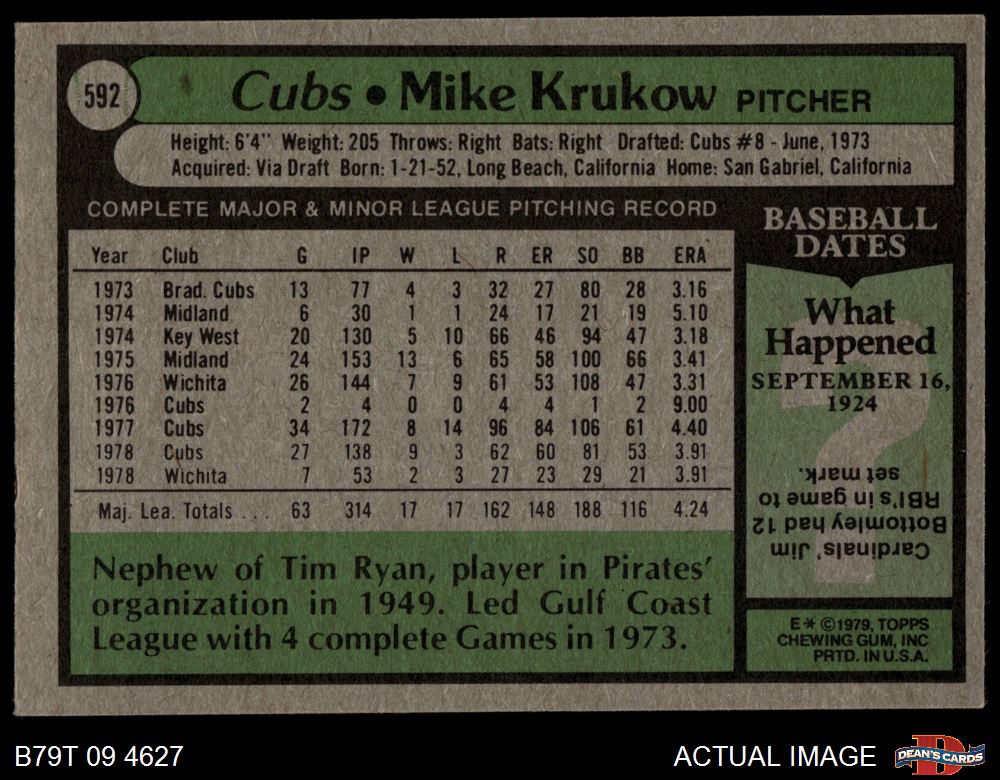 592
Cubs • Mike Krukow PITCHER
Height: 6'4" Weight: 205 Throws: Right Bats: Right Drafted: Cubs #8 - June, 1973
Acquired: Via Draft Born: 1-21-52, Long Beach, California Home: San Gabriel, California
COMPLETE MAJOR & MINOR LEAGUE PITCHING RECORD
Year Club G IP W L R ER SO BB ERA
1973 Brad. Cubs 13 77 4 3 32 27 80 28 3.16
1974 Midland 6 30 1 1 24 17 21 19 5.10
1974 Key West 20 130 5 10 66 46 94 47 3.18
1975 Midland 24 153 13 6 65 58 100 66 3.41
1976 Wichita 26 144 7 9 61 53 108 47 3.31
1976 Cubs 2 4 0 0 4 4 1 2 9.00
1977 Cubs 34 172 8 14 96 84 106 61 4.40
1978 Cubs 27 138 9 3 62 60 81 53 3.91
1978 Wichita 7 53 2 3 27 23 29 21 3.91
Maj. Lea. Totals ... 63 314 17 17 162 148 188 116 4.24
Nephew of Tim Ryan, player in Pirates'
organization in 1949. Led Gulf Coast
League with 4 complete Games in 1973.
BASEBALL
DATES
What
Happened
SEPTEMBER 16,
1924
Cardinals' Jim
Bottomley had 12
RBI's in game to
set mark.
E* ©1979, TOPPS
CHEWING GUM, INC
PRTD. IN U.S.A.
B79T 09 4627
ACTUAL IMAGE
D
DEAN'S CARDS